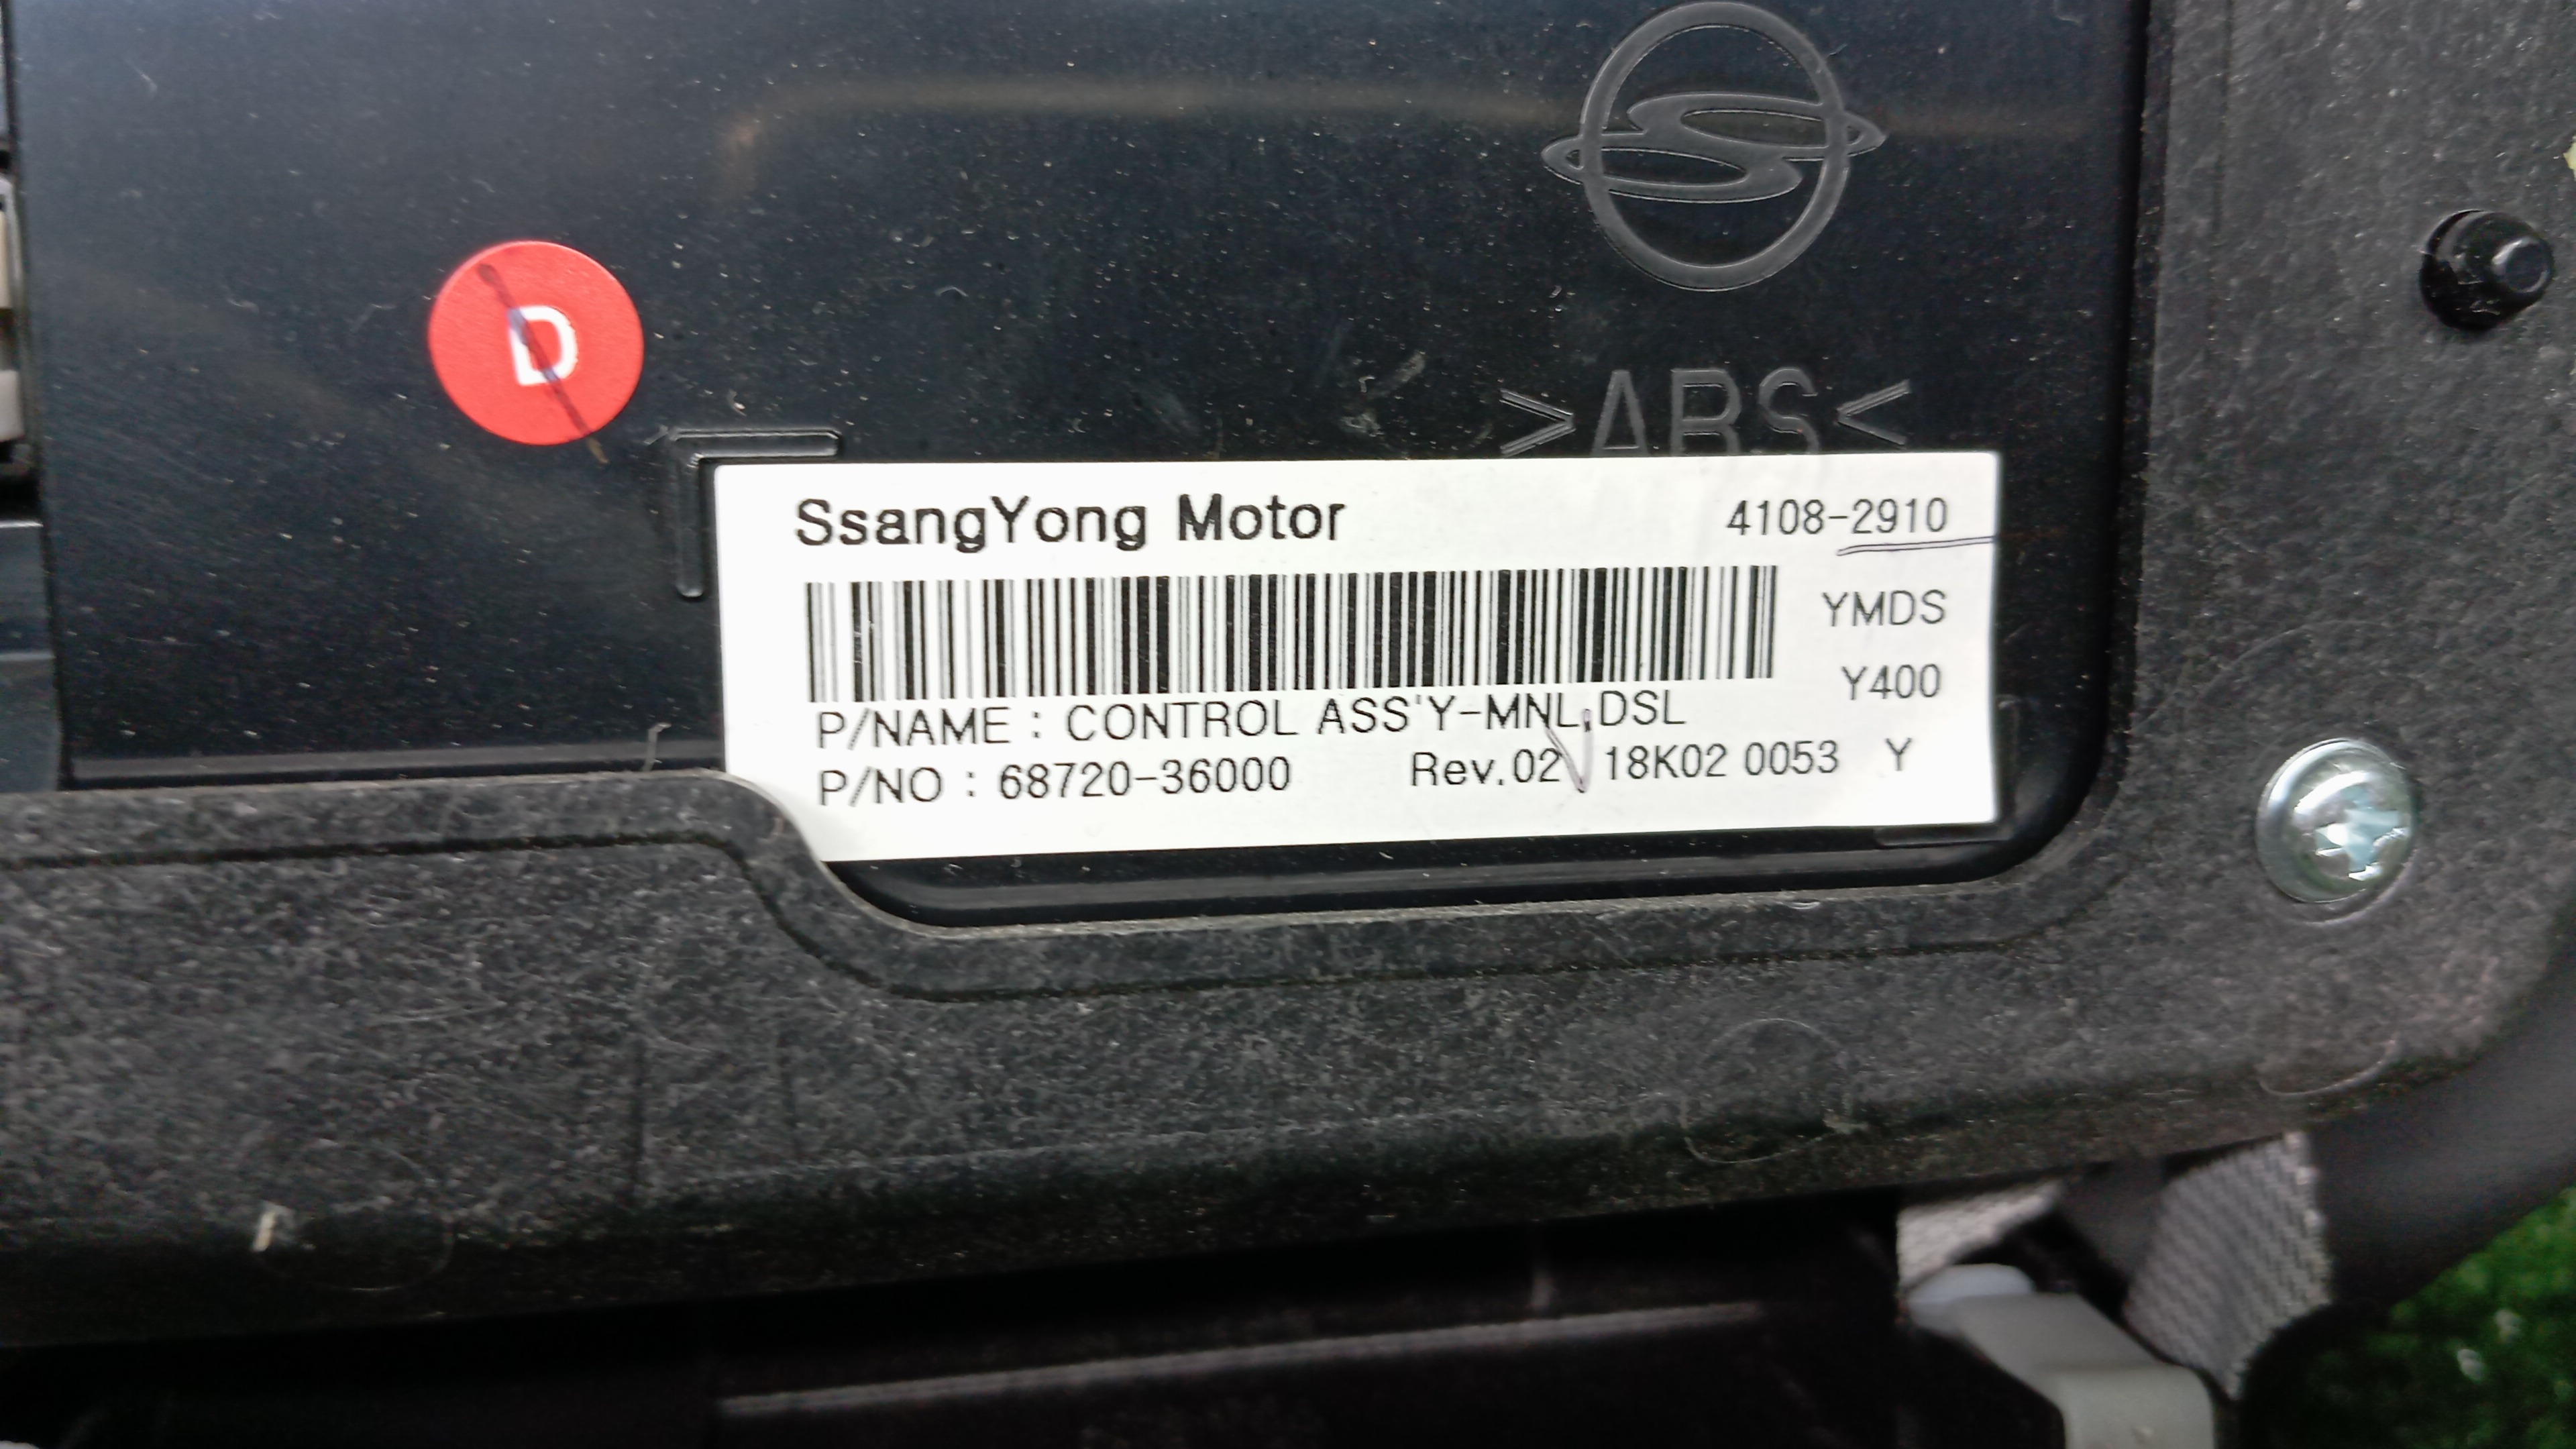 D
>ABS<
SsangYong Motor 4108-2910
YMDS
Y400
P/NAME : CONTROL ASS'Y-MNL,DSL
P/NO : 68720-36000 Rev.02 18K02 0053 Y